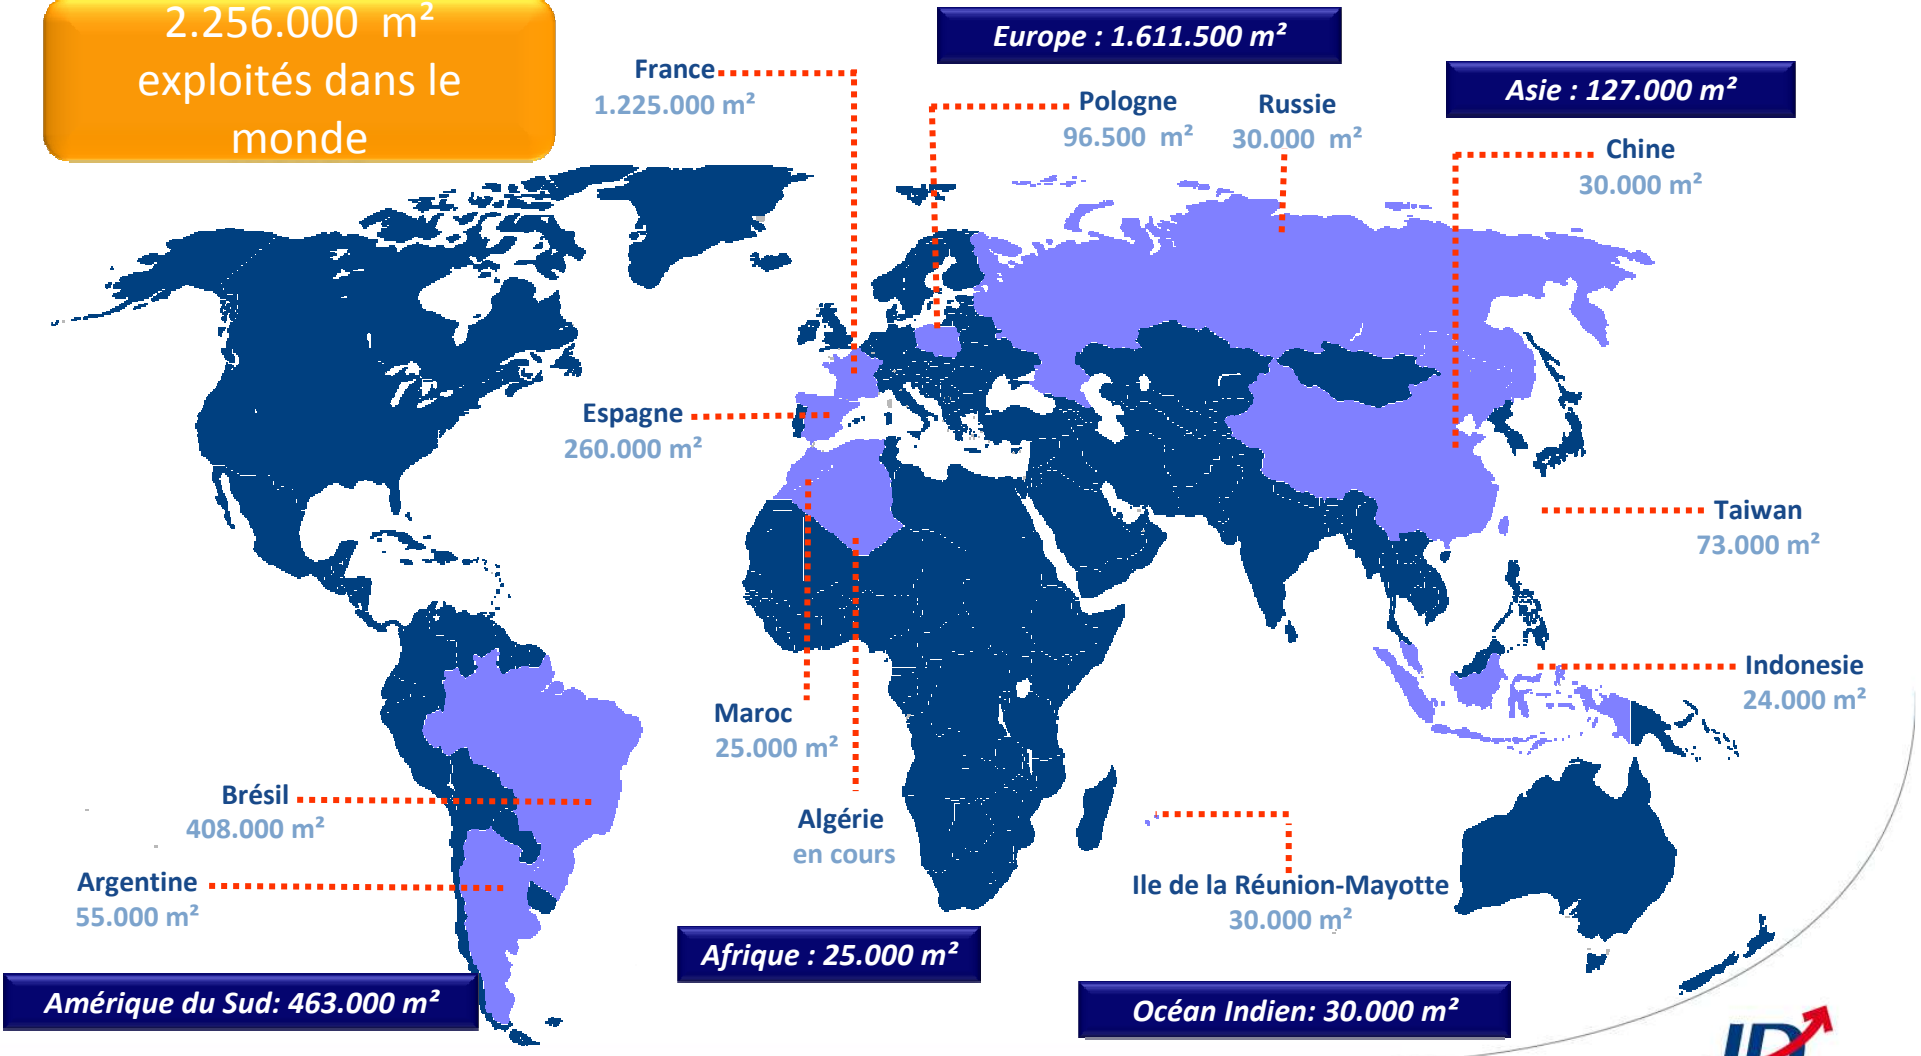 2.256.000 m²
exploités dans le
monde
Europe : 1.611.500 m²
Asie : 127.000 m²
France
1.225.000 m²
Pologne
96.500 m²
Russie
30.000 m²
Chine
30.000 m²
Espagne
260.000 m²
Taiwan
73.000 m²
Indonesie
24.000 m²
Maroc
25.000 m²
Brésil
408.000 m²
Algérie
en cours
Argentine
55.000 m²
Ile de la Réunion-Mayotte
30.000 m²
Afrique : 25.000 m²
Amérique du Sud: 463.000 m²
Océan Indien: 30.000 m²